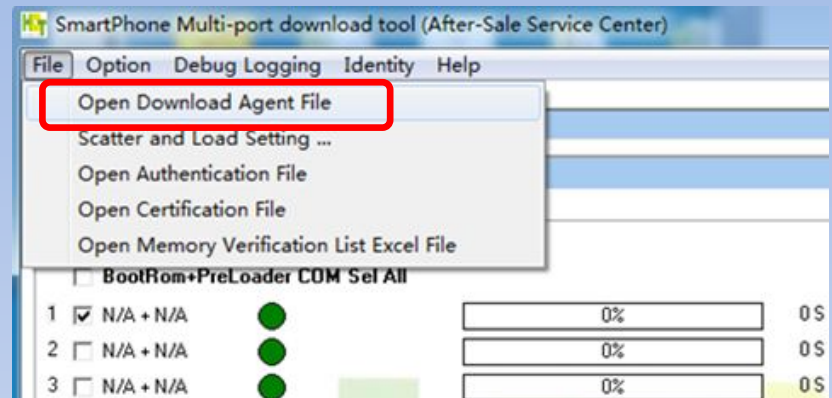 SmartPhone Multi-port download tool (After-Sale Service Center)
File Option Debug Logging Identity Help
Open Download Agent File
Scatter and Load Setting ...
Open Authentication File
Open Certification File
Open Memory Verification List Excel File
BootRom+PreLoader COM Sel All
1 N/A + N/A 0% 0 S
2 N/A + N/A 0% 0 S
3 N/A + N/A 0% 0 S